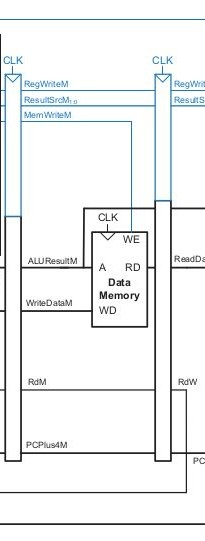 CLK CLK
RegWriteM RegWrit
ResultSrcM1:0 ResultS
MemWriteM
CLK
WE
ALUResultM A RD ReadDa
Data
Memory
WriteDataM WD
RdM RdW
PCPlus4M PC